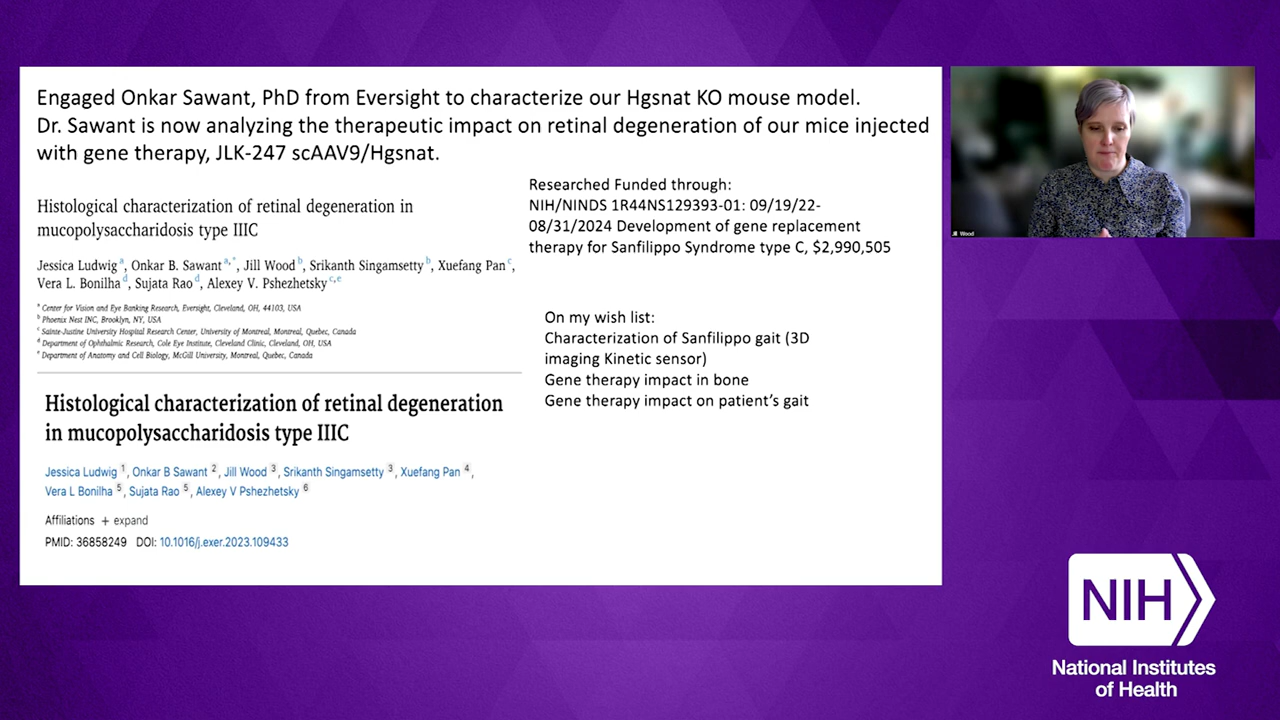 Engaged Onkar Sawant, PhD from Eversight to characterize our Hgsnat KO mouse model.
Dr. Sawant is now analyzing the therapeutic impact on retinal degeneration of our mice injected
with gene therapy, JLK-247 scAAV9/Hgsnat.
Histological characterization of retinal degeneration in
mucopolysaccharidosis type IIIC
Jessica Ludwig a, Onkar B. Sawant a,*, Jill Wood b, Srikanth Singamsetty b, Xuefang Pan c,
Vera L. Bonilha d, Sujata Rao d, Alexey V. Pshezhetsky c,e
a Center for Vision and Eye Banking Research, Eversight, Cleveland, OH, 44103, USA
b Phoenix Nest INC, Brooklyn, NY, USA
c Sainte-Justine University Hospital Research Center, University of Montreal, Montreal, Quebec, Canada
d Department of Ophthalmic Research, Cole Eye Institute, Cleveland Clinic, Cleveland, OH, USA
e Department of Anatomy and Cell Biology, McGill University, Montreal, Quebec, Canada
Histological characterization of retinal degeneration
in mucopolysaccharidosis type IIIC
Jessica Ludwig 1, Onkar B Sawant 2, Jill Wood 3, Srikanth Singamsetty 3, Xuefang Pan 4,
Vera L Bonilha 5, Sujata Rao 5, Alexey V Pshezhetsky 6
Affiliations + expand
PMID: 36858249 DOI: 10.1016/j.exer.2023.109433
Researched Funded through:
NIH/NINDS 1R44NS129393-01: 09/19/22-
08/31/2024 Development of gene replacement
therapy for Sanfilippo Syndrome type C, $2,990,505
On my wish list:
Characterization of Sanfilippo gait (3D
imaging Kinetic sensor)
Gene therapy impact in bone
Gene therapy impact on patient's gait
Wood
NIH
National Institutes
of Health